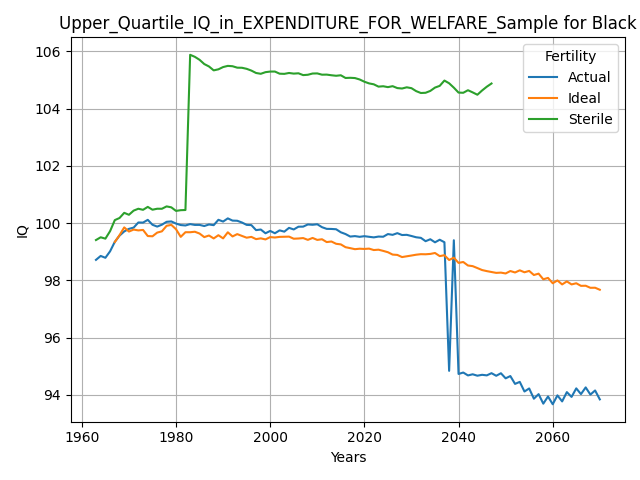 Upper_Quartile_IQ_in_EXPENDITURE_FOR_WELFARE_Sample for Black
106
104
102
100
98
96
94
IQ
Fertility
Actual
Ideal
Sterile
1960 1980 2000 2020 2040 2060
Years